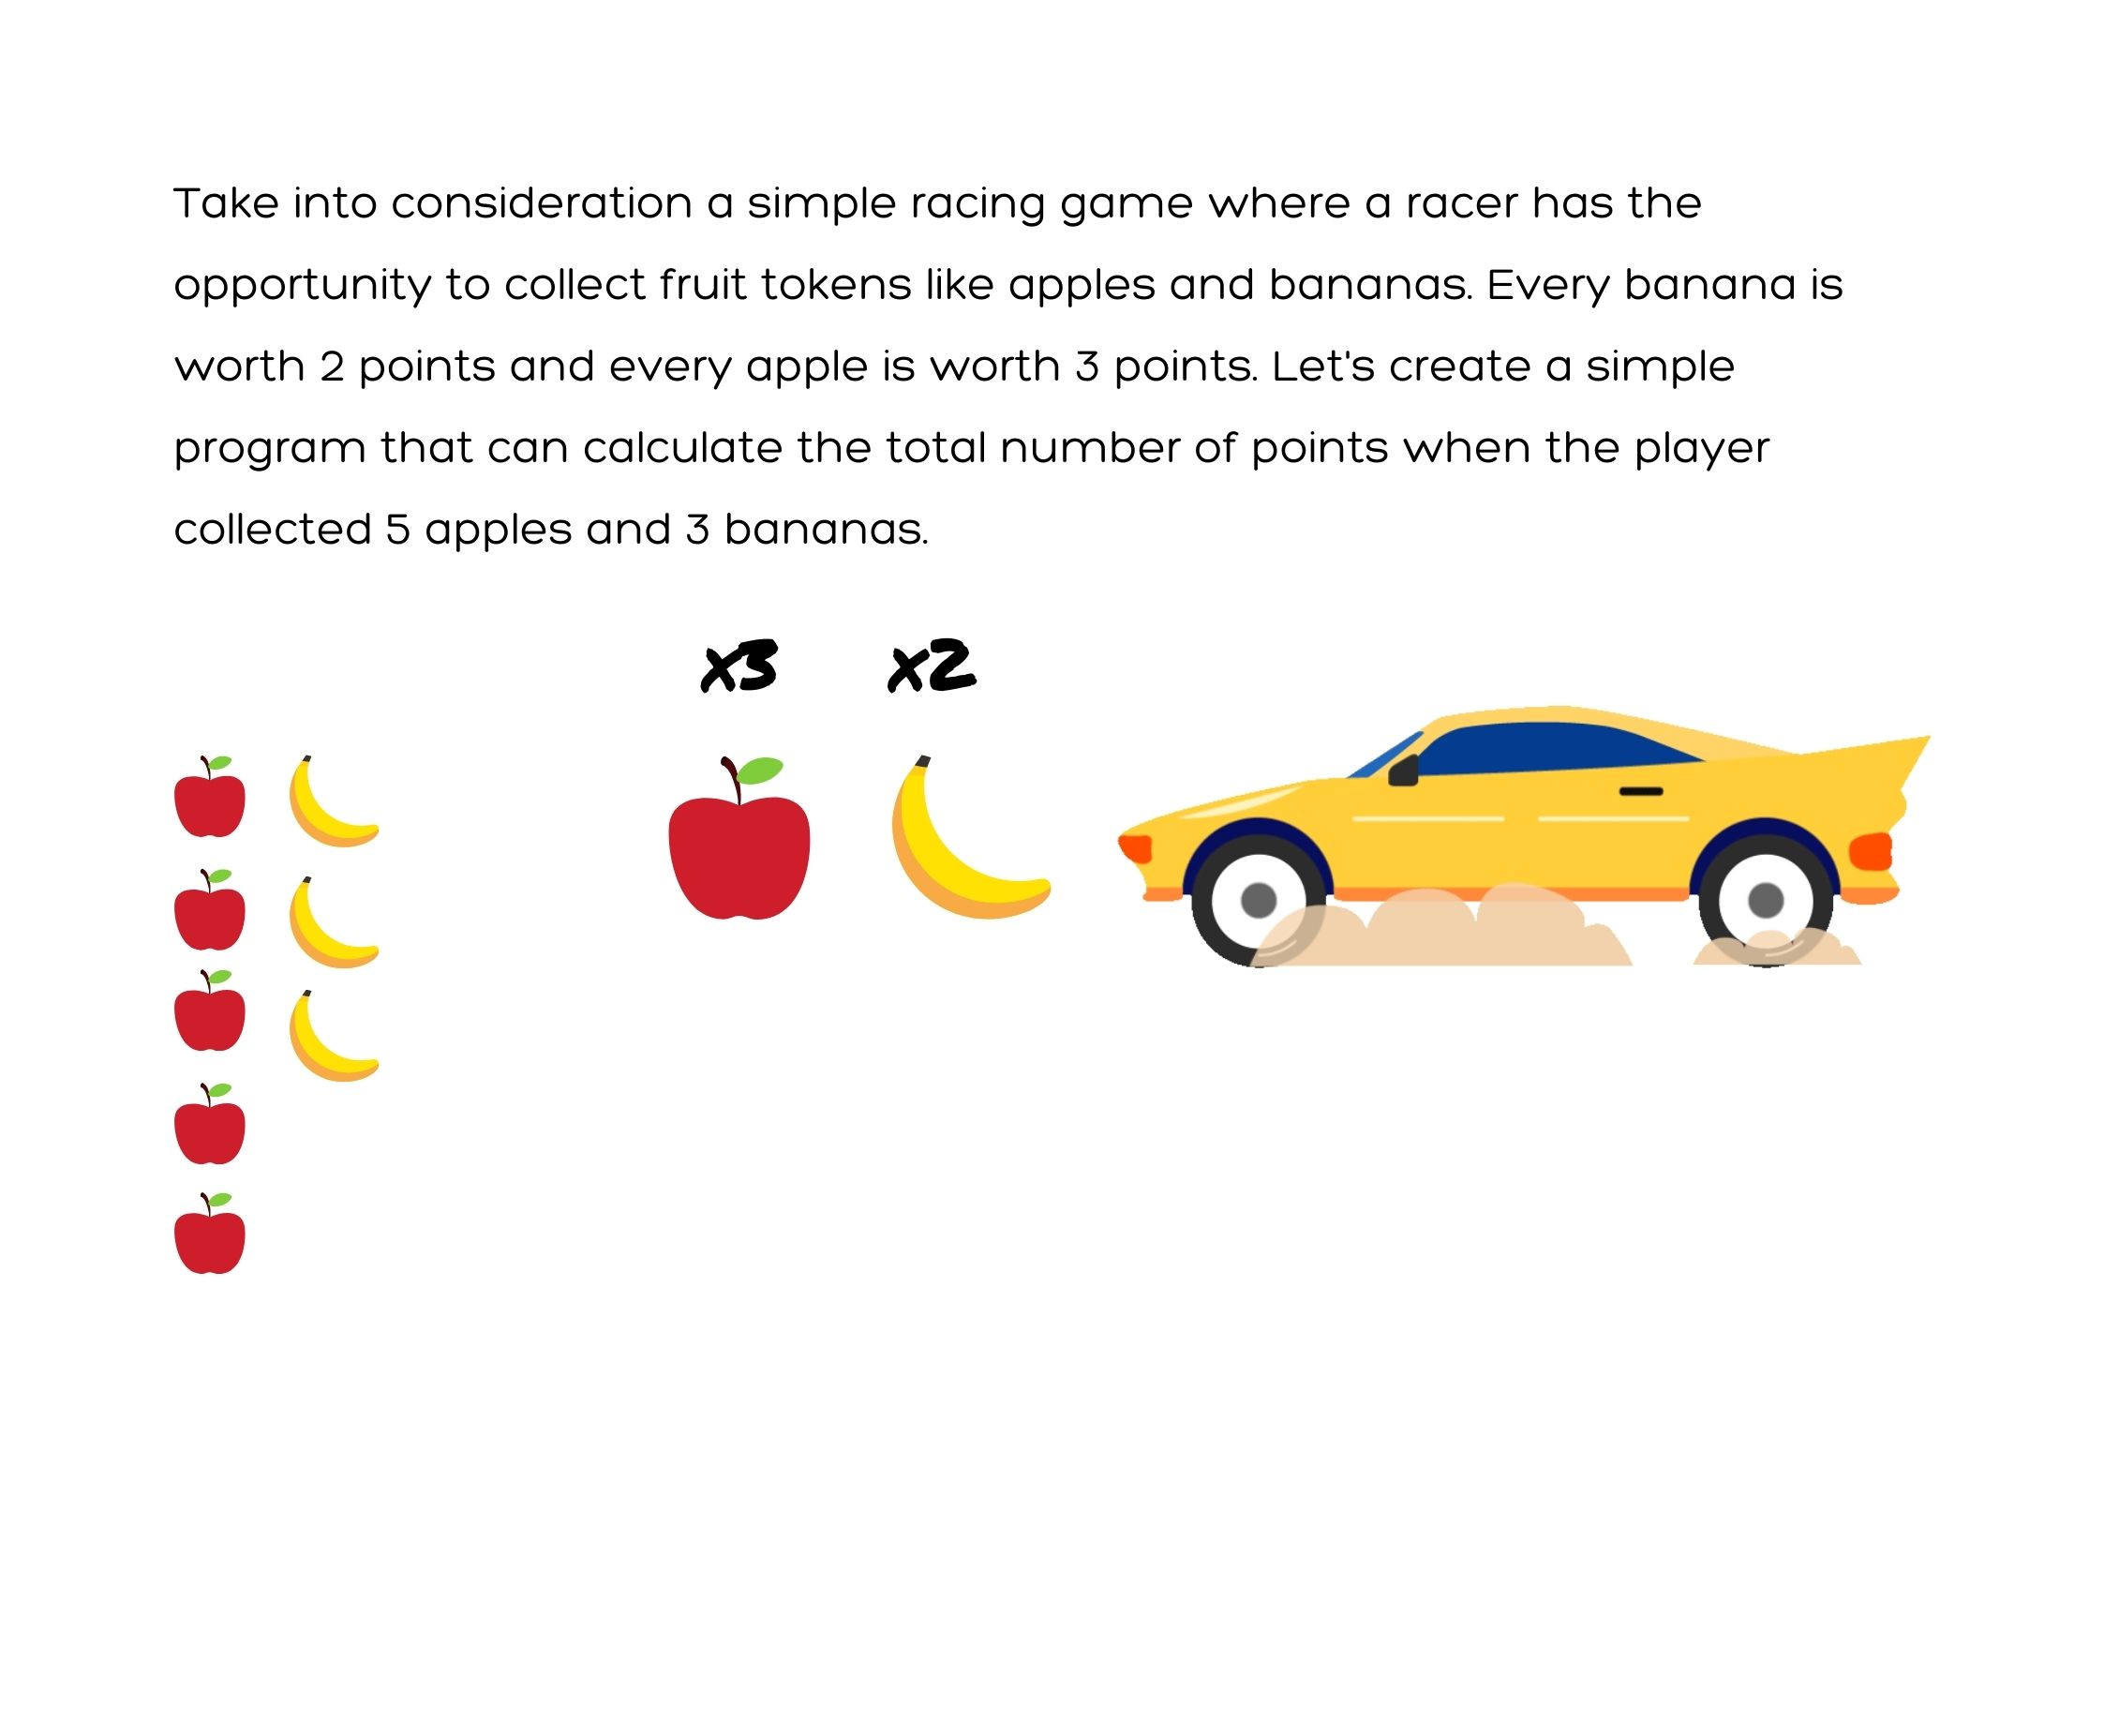 Take into consideration a simple racing game where a racer has the
opportunity to collect fruit tokens like apples and bananas. Every banana is
worth 2 points and every apple is worth 3 points. Let's create a simple
program that can calculate the total number of points when the player
collected 5 apples and 3 bananas.
x3 x2